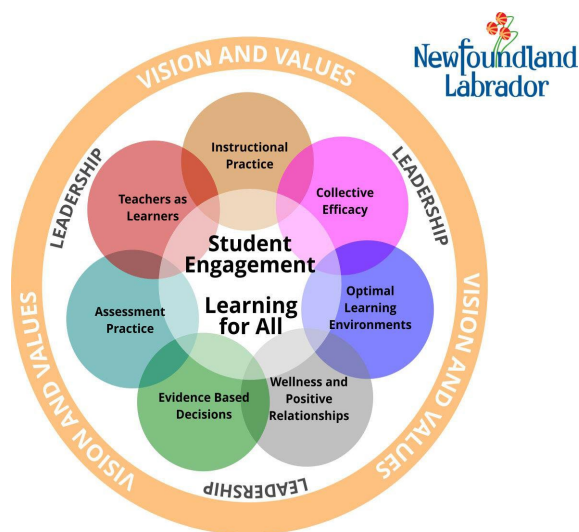 VISION AND VALUES
Newfoundland
Labrador
LEADERSHIP
LEADERSHIP
Instructional
Practice
Teachers as
Learners
Collective
Efficacy
Student
Engagement
Learning
for All
Assessment
Practice
Optimal
Learning
Environments
Evidence Based
Decisions
Wellness and
Positive
Relationships
LEADERSHIP
VISION AND VALUES
VISION AND VALUES